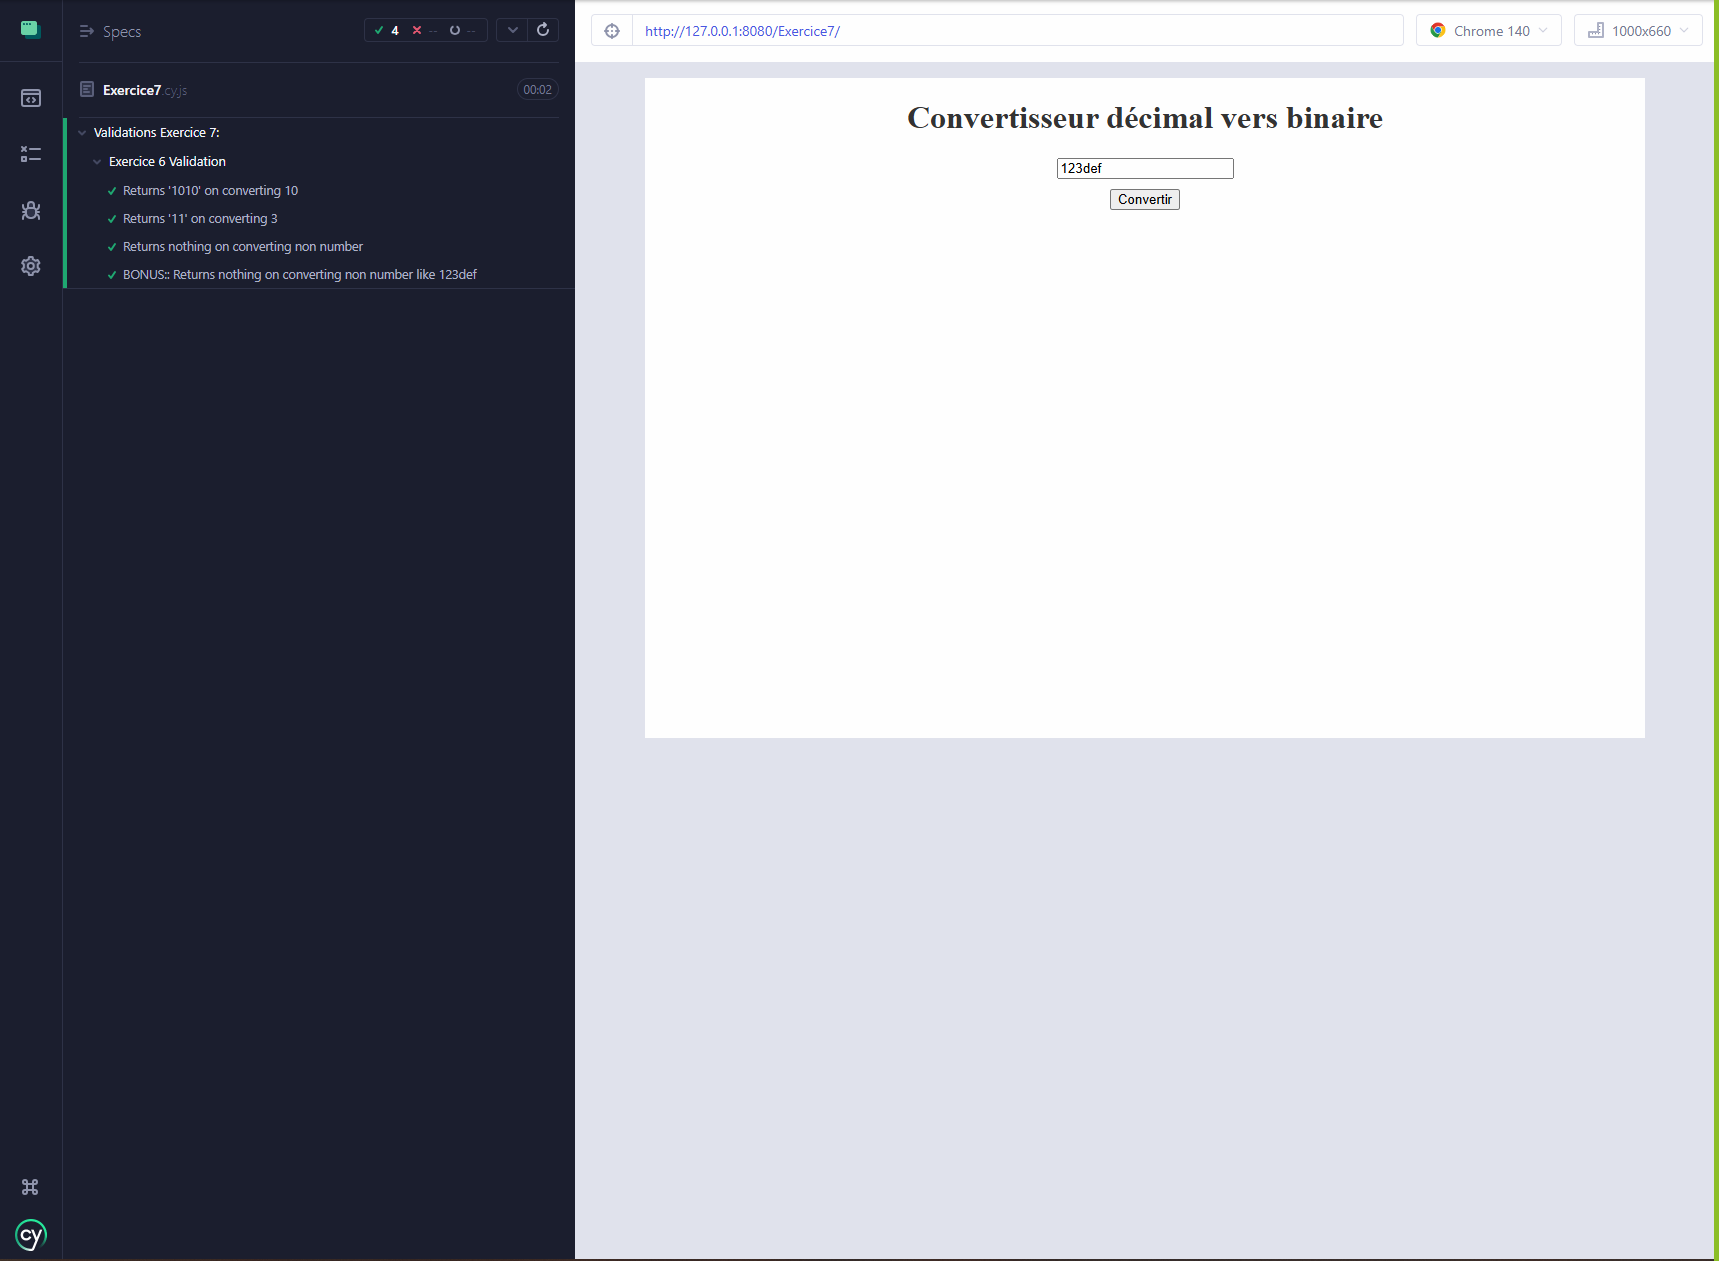 Specs
4 -- --
Exercice7.cy.js
00:02
Validations Exercice 7:
Exercice 6 Validation
Returns '1010' on converting 10
Returns '11' on converting 3
Returns nothing on converting non number
BONUS:: Returns nothing on converting non number like 123def
cy
http://127.0.0.1:8080/Exercice7/
Chrome 140
1000x660
Convertisseur décimal vers binaire
123def
Convertir